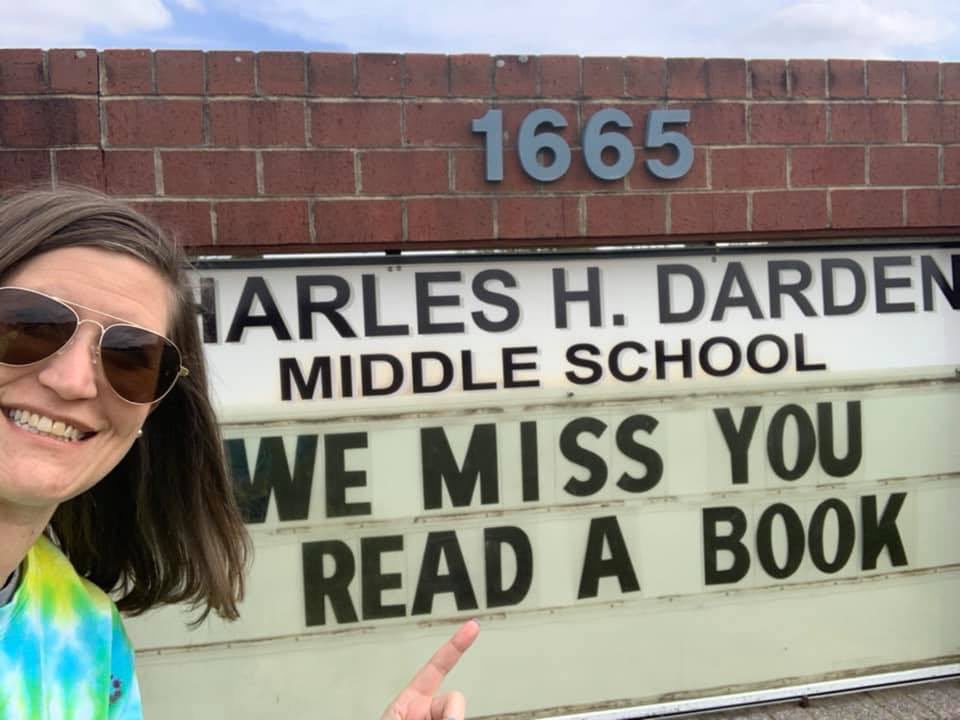 1665
HARLES H. DARDEN
MIDDLE SCHOOL
WE MISS YOU
READ A BOOK